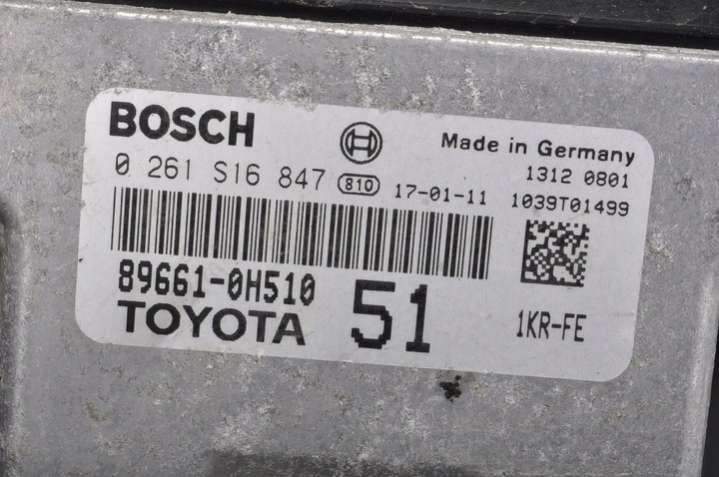 BOSCH
Made in Germany
0 261 S16 847 810 17-01-11
1312 0801
1039T01499
89661-0H510
TOYOTA
51
1KR-FE